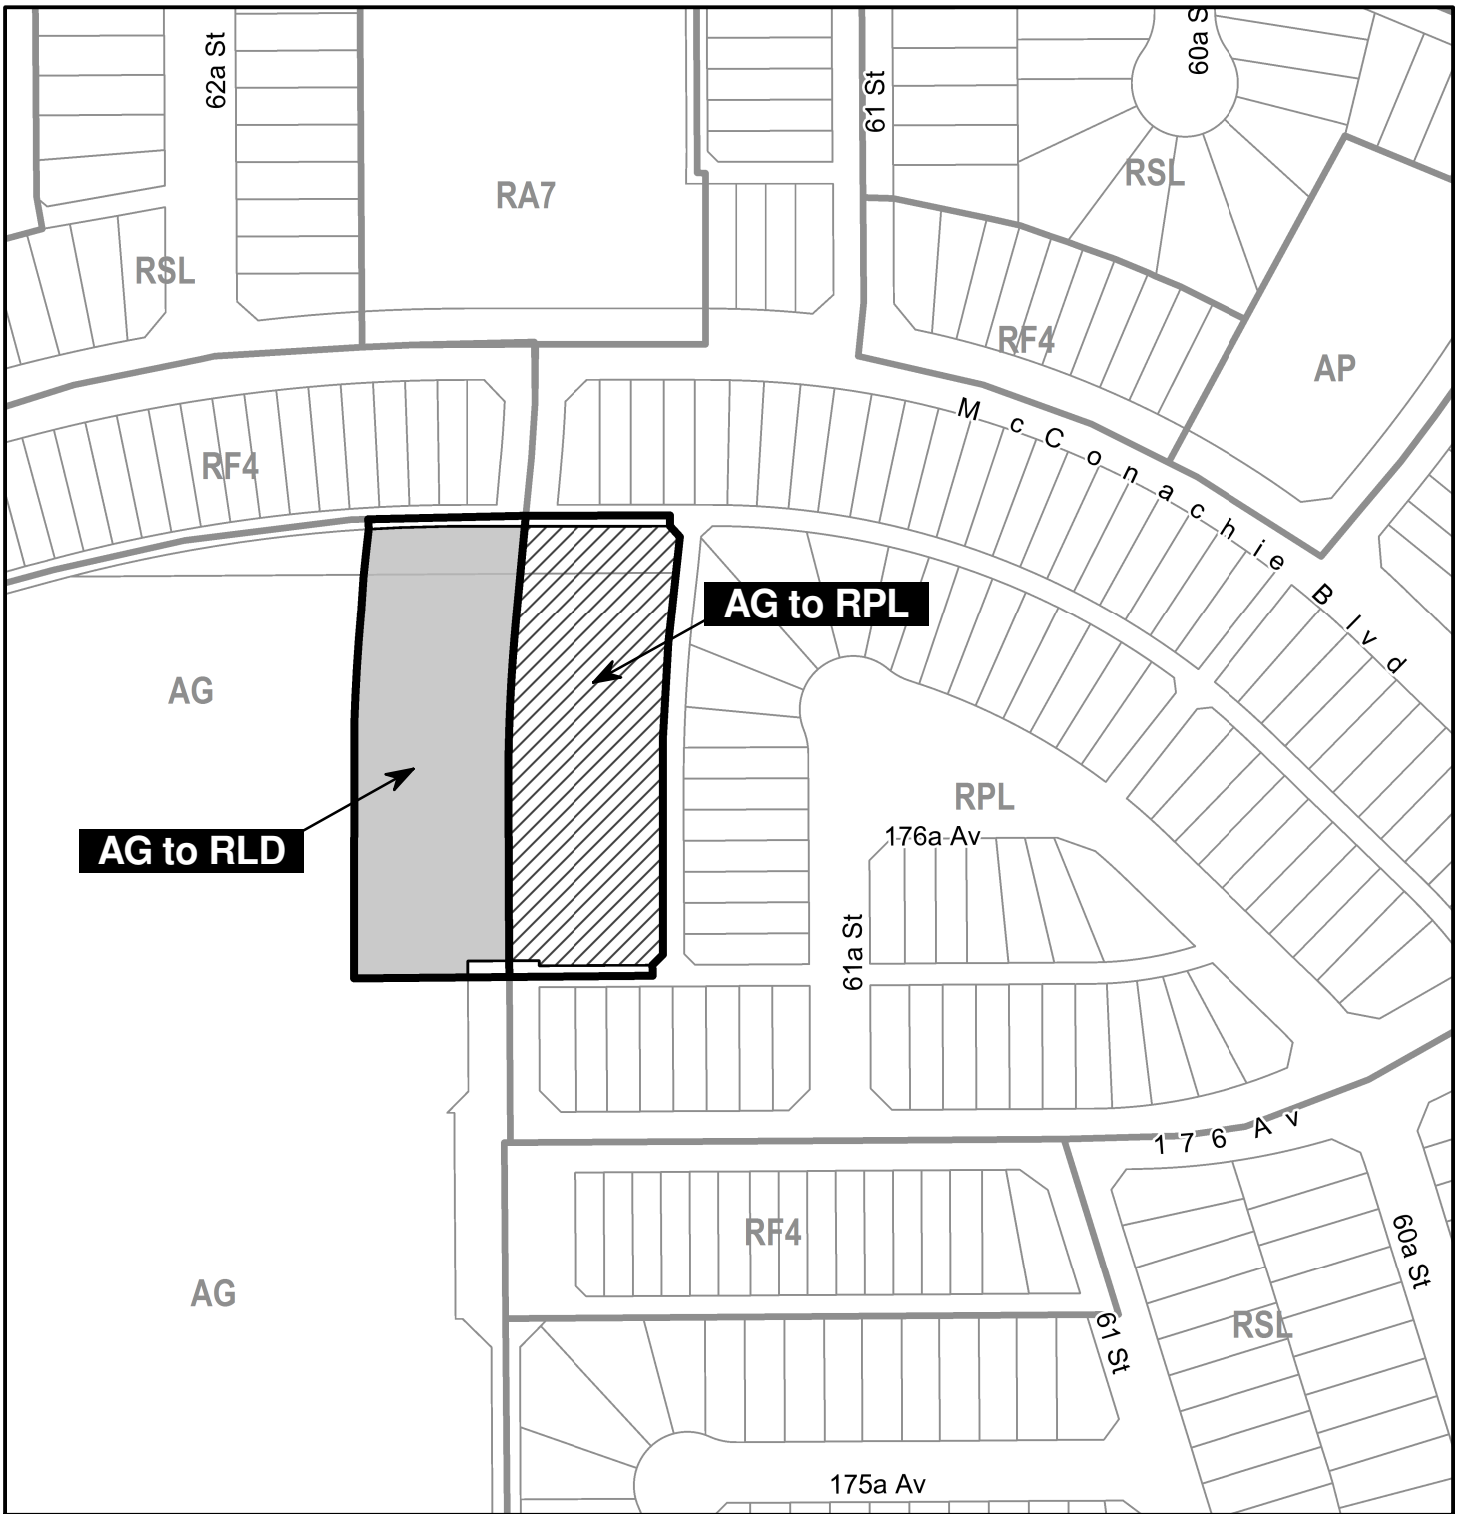 62a St
61 St
60a S
RSL
RA7
RSL
RF4
AP
RF4
McConachie Blvd
AG to RPL
AG
RPL
176a Av
AG to RLD
61a St
176 Av
RF4
60a St
AG
RSL
61 St
175a Av